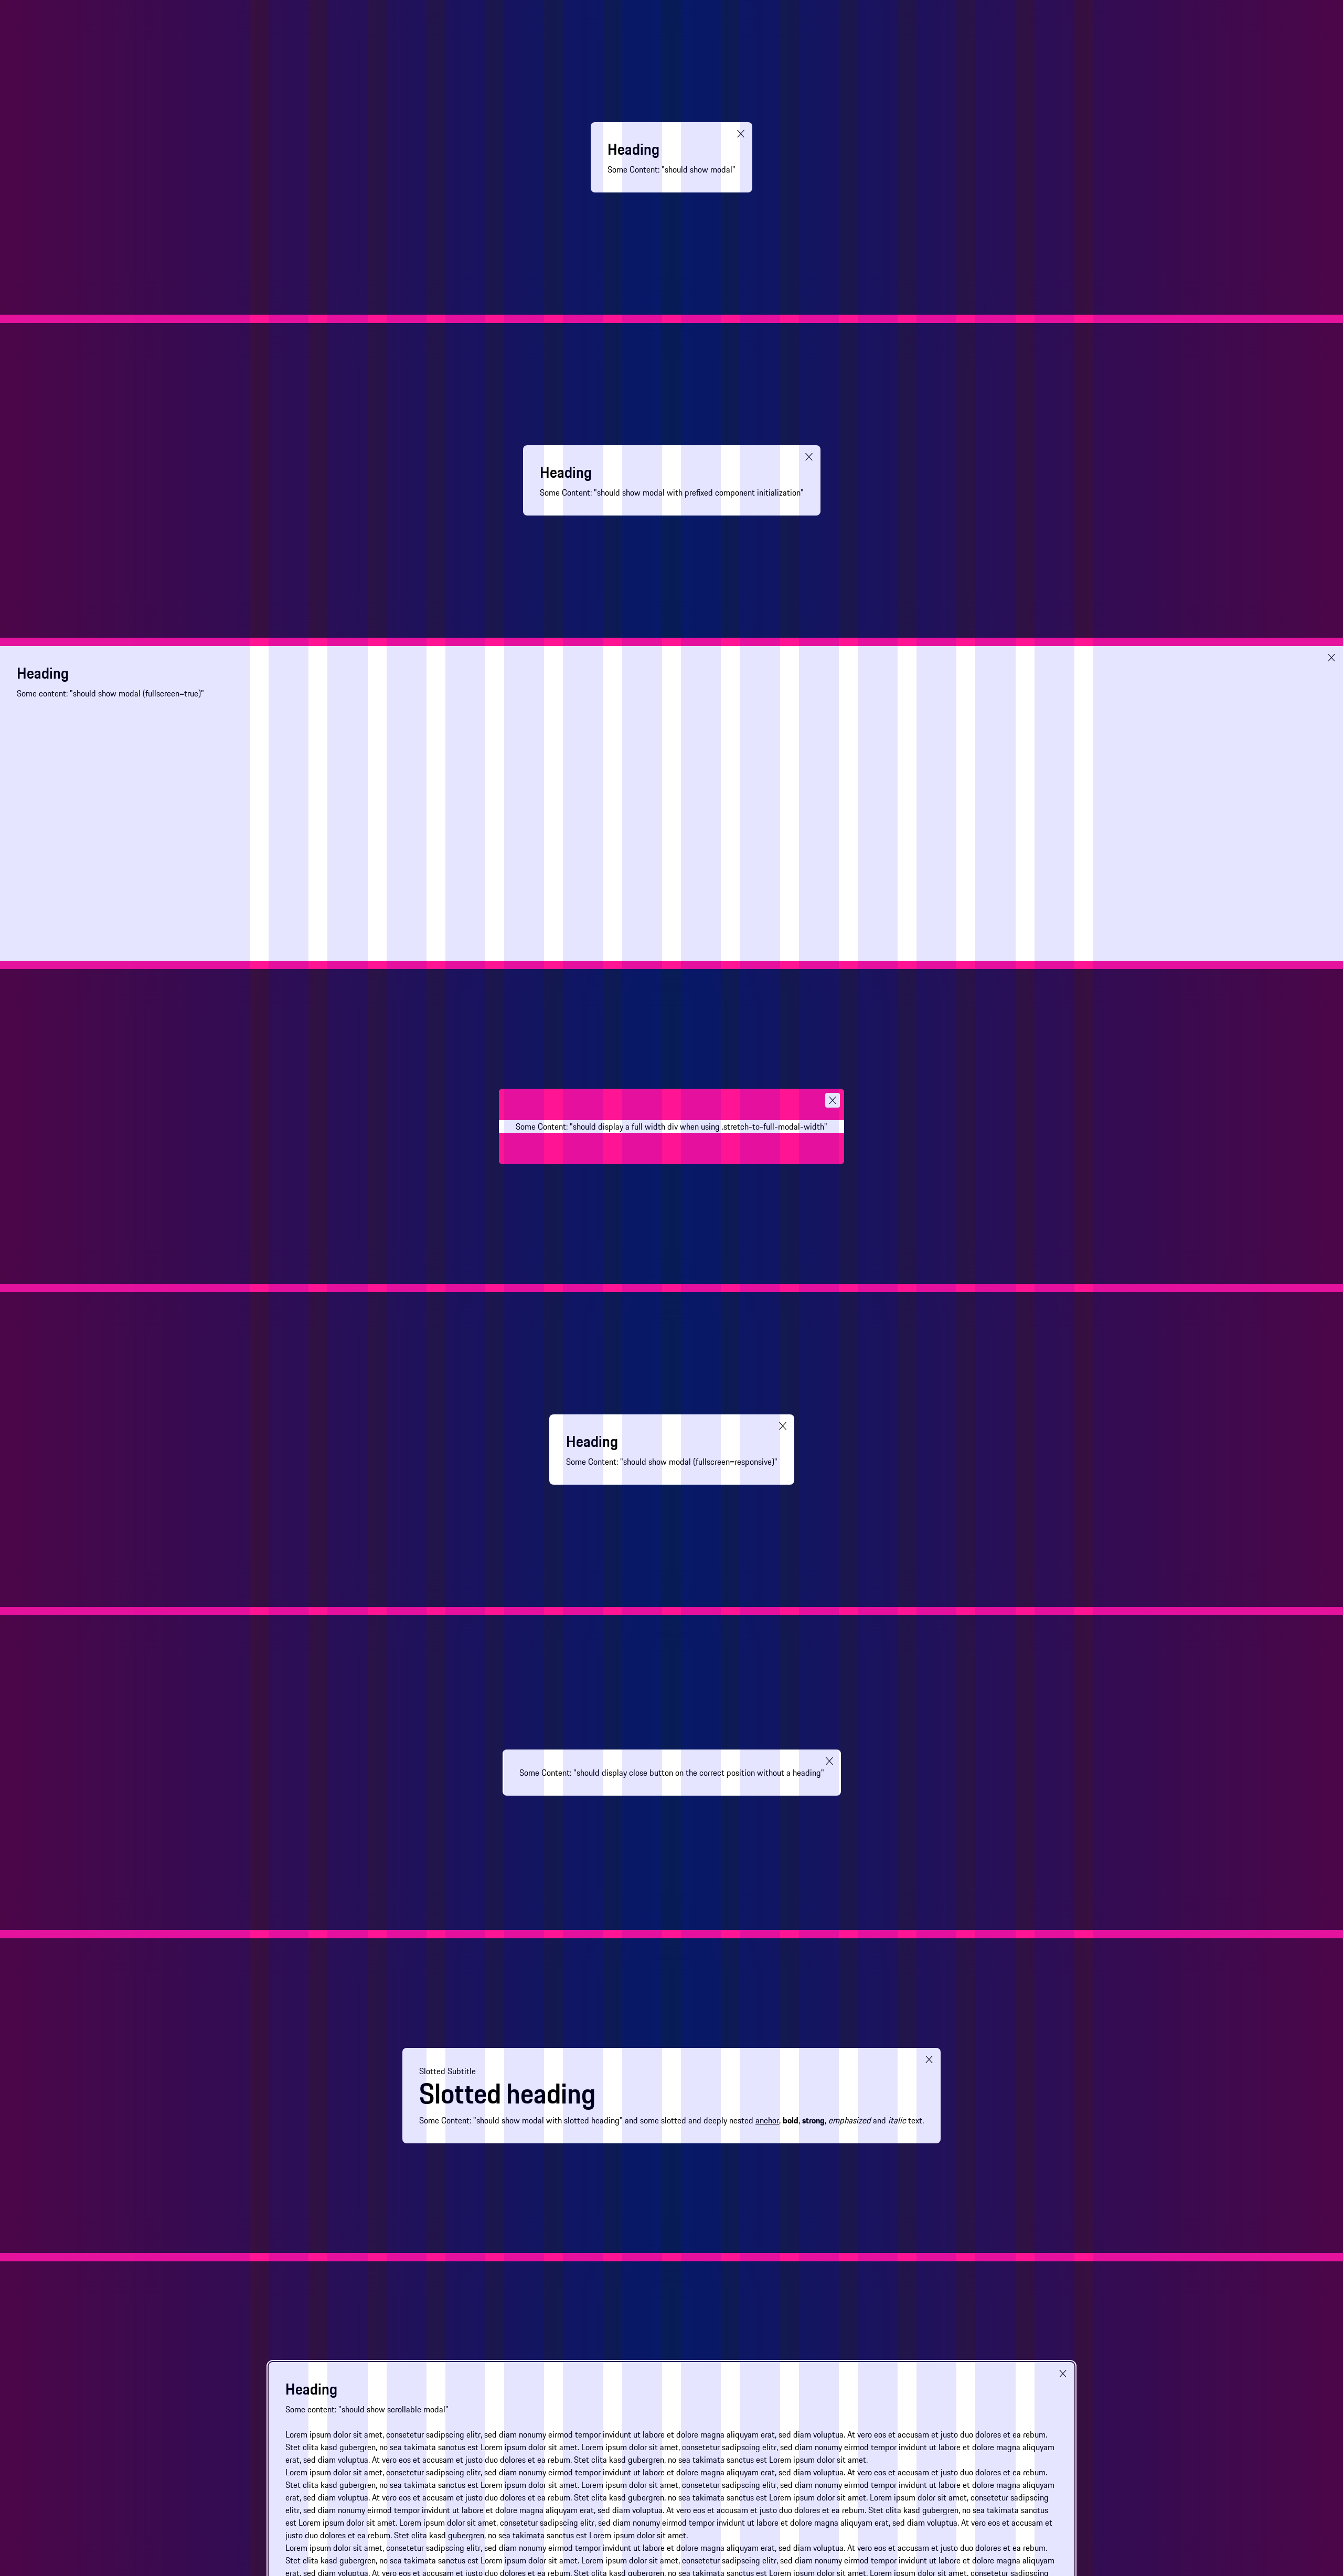 Heading
Some Content: "should show modal"
Heading
Some Content: "should show modal with prefixed component initialization"
Heading
Some content: "should show modal (fullscreen=true)"
Some Content: "should display a full width div when using .stretch-to-full-modal-width"
Heading
Some Content: "should show modal (fullscreen=responsive)"
Some Content: "should display close button on the correct position without a heading"
Slotted Subtitle
Slotted heading
Some Content: "should show modal with slotted heading" and some slotted and deeply nested anchor, bold, strong, emphasized and italic text.
Heading
Some content: "should show scrollable modal"
Lorem ipsum dolor sit amet, consetetur sadipscing elitr, sed diam nonumy eirmod tempor invidunt ut labore et dolore magna aliquyam erat, sed diam voluptua. At vero eos et accusam et justo duo dolores et ea rebum.
Stet clita kasd gubergren, no sea takimata sanctus est Lorem ipsum dolor sit amet. Lorem ipsum dolor sit amet, consetetur sadipscing elitr, sed diam nonumy eirmod tempor invidunt ut labore et dolore magna aliquyam
erat, sed diam voluptua. At vero eos et accusam et justo duo dolores et ea rebum. Stet clita kasd gubergren, no sea takimata sanctus est Lorem ipsum dolor sit amet.
Lorem ipsum dolor sit amet, consetetur sadipscing elitr, sed diam nonumy eirmod tempor invidunt ut labore et dolore magna aliquyam erat, sed diam voluptua. At vero eos et accusam et justo duo dolores et ea rebum.
Stet clita kasd gubergren, no sea takimata sanctus est Lorem ipsum dolor sit amet. Lorem ipsum dolor sit amet, consetetur sadipscing elitr, sed diam nonumy eirmod tempor invidunt ut labore et dolore magna aliquyam
erat, sed diam voluptua. At vero eos et accusam et justo duo dolores et ea rebum. Stet clita kasd gubergren, no sea takimata sanctus est Lorem ipsum dolor sit amet. Lorem ipsum dolor sit amet, consetetur sadipscing
elitr, sed diam nonumy eirmod tempor invidunt ut labore et dolore magna aliquyam erat, sed diam voluptua. At vero eos et accusam et justo duo dolores et ea rebum. Stet clita kasd gubergren, no sea takimata sanctus
est Lorem ipsum dolor sit amet. Lorem ipsum dolor sit amet, consetetur sadipscing elitr, sed diam nonumy eirmod tempor invidunt ut labore et dolore magna aliquyam erat, sed diam voluptua. At vero eos et accusam et
justo duo dolores et ea rebum. Stet clita kasd gubergren, no sea takimata sanctus est Lorem ipsum dolor sit amet.
Lorem ipsum dolor sit amet, consetetur sadipscing elitr, sed diam nonumy eirmod tempor invidunt ut labore et dolore magna aliquyam erat, sed diam voluptua. At vero eos et accusam et justo duo dolores et ea rebum.
Stet clita kasd gubergren, no sea takimata sanctus est Lorem ipsum dolor sit amet. Lorem ipsum dolor sit amet, consetetur sadipscing elitr, sed diam nonumy eirmod tempor invidunt ut labore et dolore magna aliquyam
erat, sed diam voluptua. At vero eos et accusam et justo duo dolores et ea rebum. Stet clita kasd gubergren, no sea takimata sanctus est Lorem ipsum dolor sit amet. Lorem ipsum dolor sit amet, consetetur sadipscing